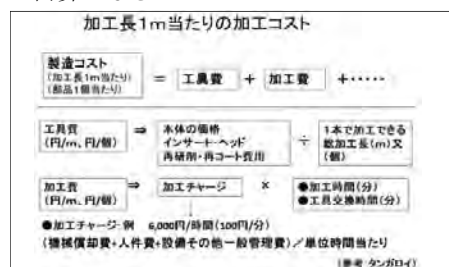 加工長1m当たりの加工コスト
製造コスト
(加工長1m当たり)
(部品1個当たり)
= 工具費 + 加工費 +‥‥‥
工具費
(円/m、円/個)
⇒
本体の価格
インサート・ヘッド
再研削・再コート費用
÷
1本で加工できる
総加工長(m)又
(個)
加工費
(円/m、円/個)
⇒
加工チャージ
×
●加工時間(分)
●工具交換時間(分)
●加工チャージ:例 6,000円/時間(100円/分)
(機械償却費+人件費+設備その他一般管理費)/単位時間当たり
(参考:タンガロイ)